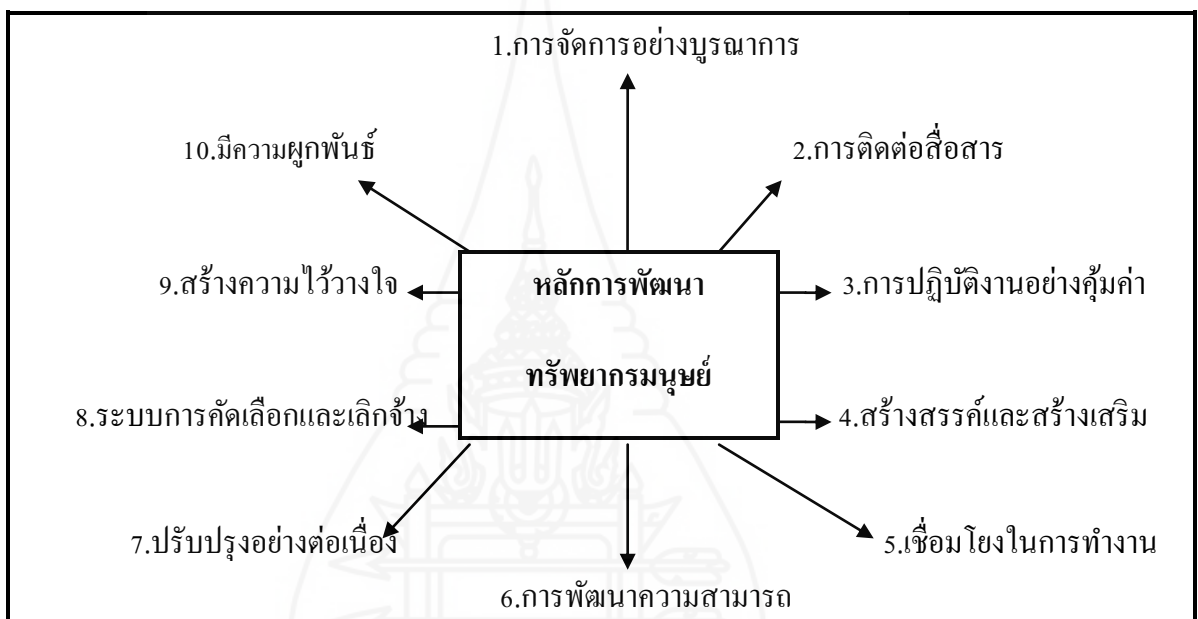 1.การจัดการอย่างบูรณาการ
10.มีความผูกพันธ์
2.การติดต่อสื่อสาร
9.สร้างความไว้วางใจ
หลักการพัฒนา
3.การปฏิบัติงานอย่างคุ้มค่า
ทรัพยากรมนุษย์
8.ระบบการคัดเลือกและเลิกจ้าง
4.สร้างสรรค์และสร้างเสริม
7.ปรับปรุงอย่างต่อเนื่อง
5.เชื่อมโยงในการทำงาน
6.การพัฒนาความสามารถ